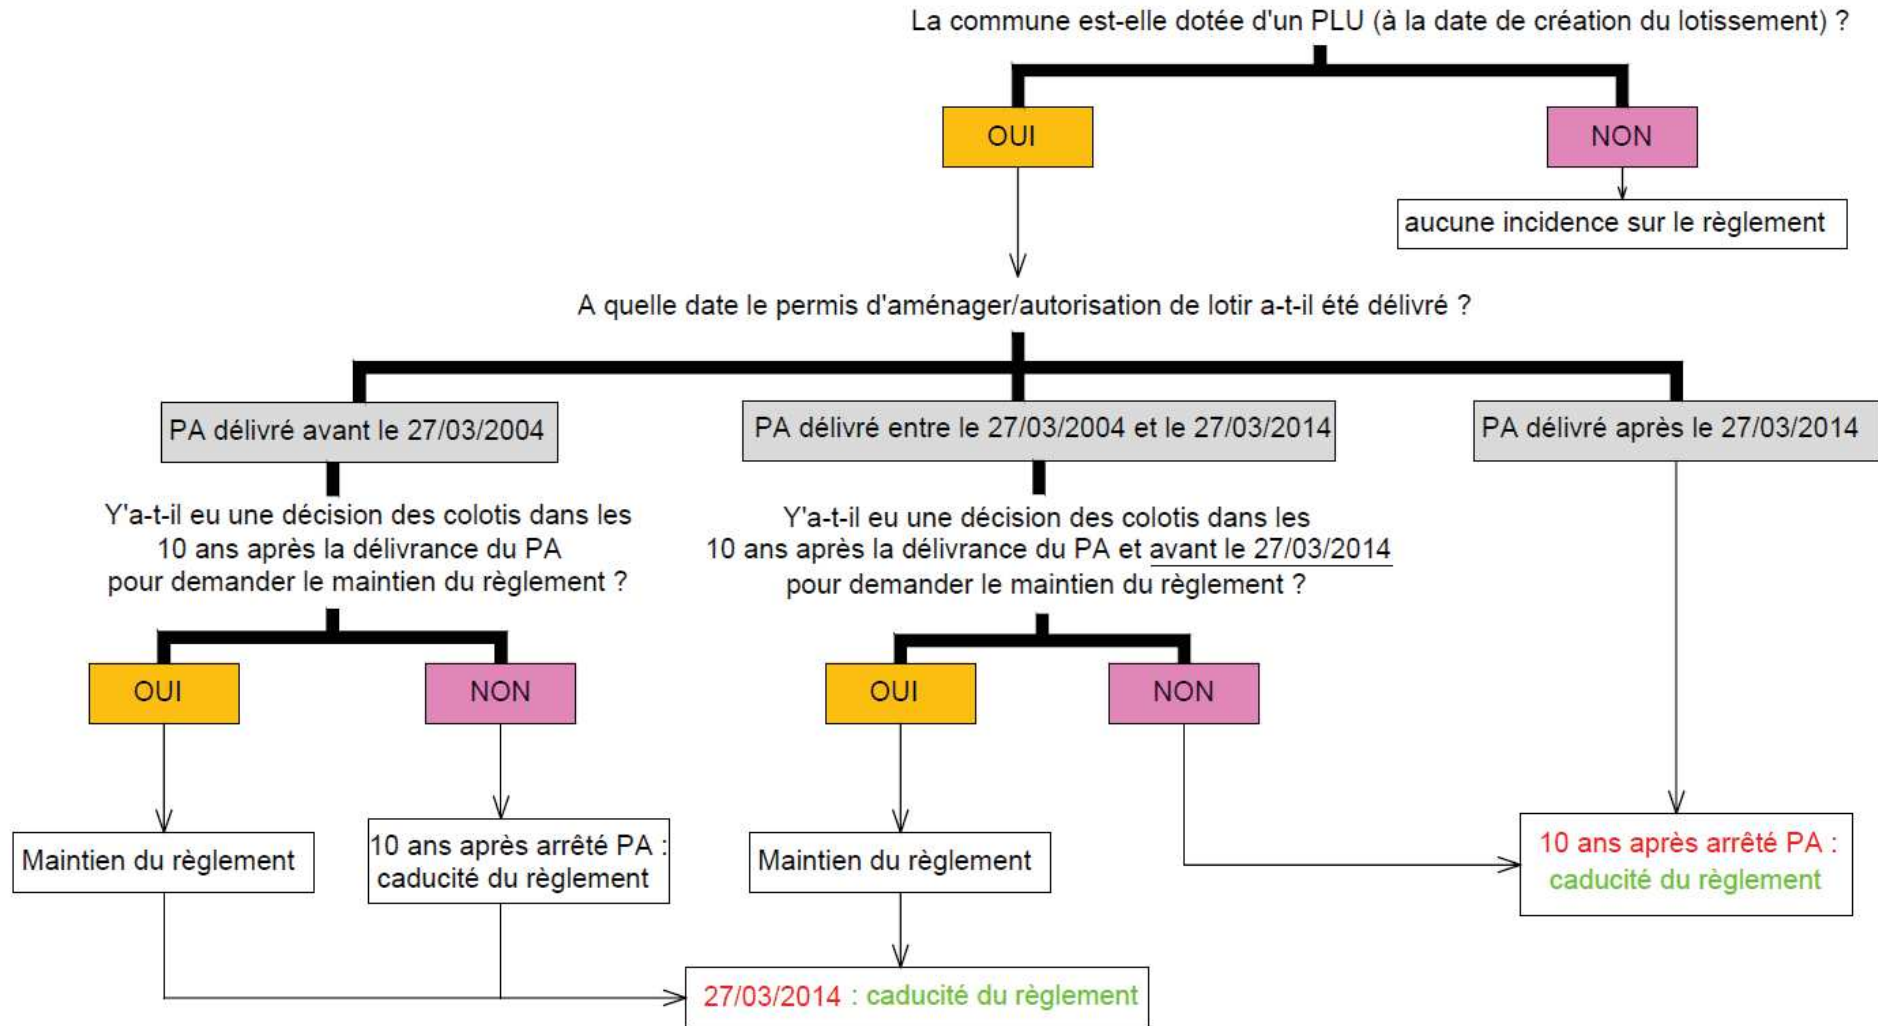 La commune est-elle dotée d'un PLU (à la date de création du lotissement) ?
OUI
NON
aucune incidence sur le règlement
A quelle date le permis d'aménager/autorisation de lotir a-t-il été délivré ?
PA délivré avant le 27/03/2004
PA délivré entre le 27/03/2004 et le 27/03/2014
PA délivré après le 27/03/2014
Y'a-t-il eu une décision des colotis dans les
10 ans après la délivrance du PA
pour demander le maintien du règlement ?
Y'a-t-il eu une décision des colotis dans les
10 ans après la délivrance du PA et avant le 27/03/2014
pour demander le maintien du règlement ?
OUI
NON
OUI
NON
Maintien du règlement
10 ans après arrêté PA :
caducité du règlement
Maintien du règlement
10 ans après arrêté PA :
caducité du règlement
27/03/2014 : caducité du règlement